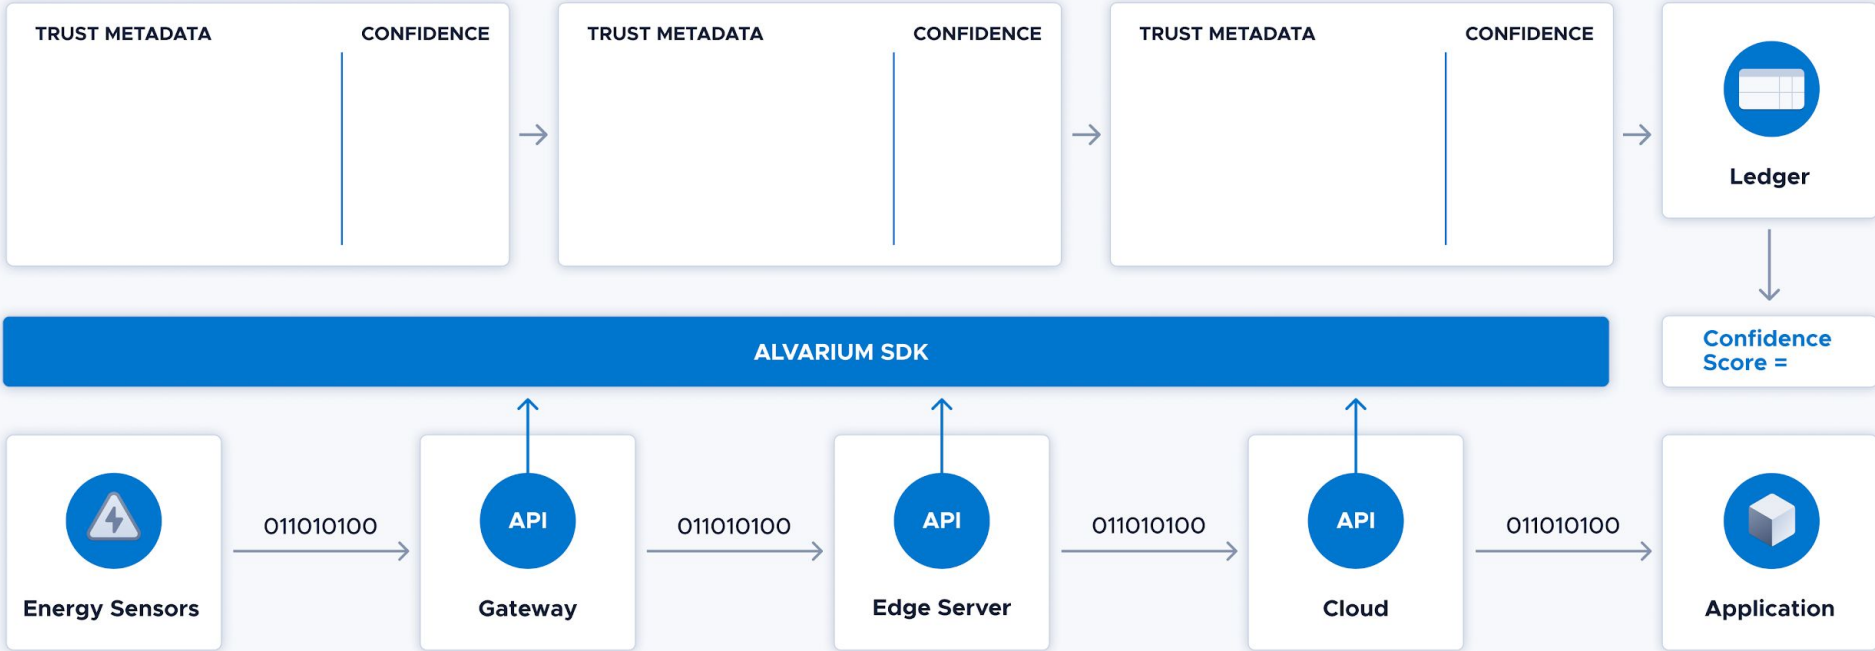 TRUST METADATA
CONFIDENCE
TRUST METADATA
CONFIDENCE
TRUST METADATA
CONFIDENCE
Ledger
ALVARIUM SDK
Confidence
Score =
API
API
API
011010100
011010100
011010100
011010100
Energy Sensors
Gateway
Edge Server
Cloud
Application